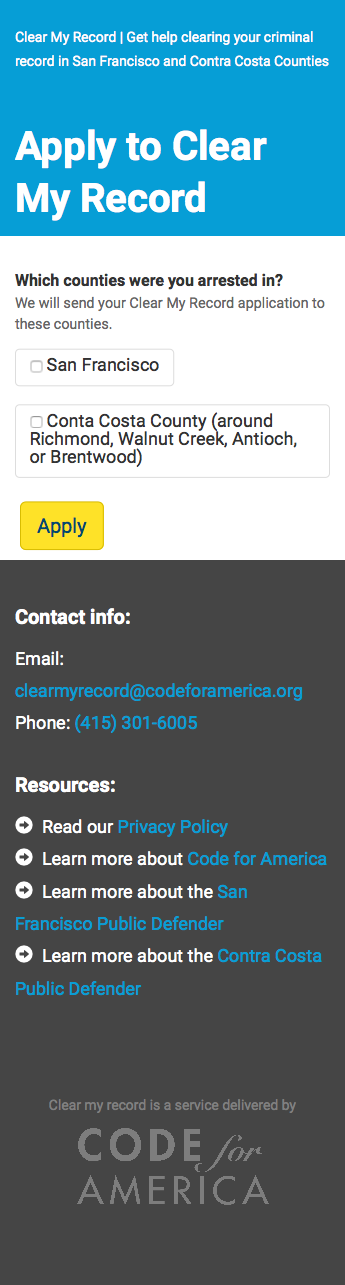 Clear My Record | Get help clearing your criminal
record in San Francisco and Contra Costa Counties
Apply to Clear
My Record
Which counties were you arrested in?
We will send your Clear My Record application to
these counties.
San Francisco
Conta Costa County (around
Richmond, Walnut Creek, Antioch,
or Brentwood)
Apply
Contact info:
Email:
clearmyrecord@codeforamerica.org
Phone: (415) 301-6005
Resources:
Read our Privacy Policy
Learn more about Code for America
Learn more about the San
Francisco Public Defender
Learn more about the Contra Costa
Public Defender
Clear my record is a service delivered by
CODE for
AMERICA